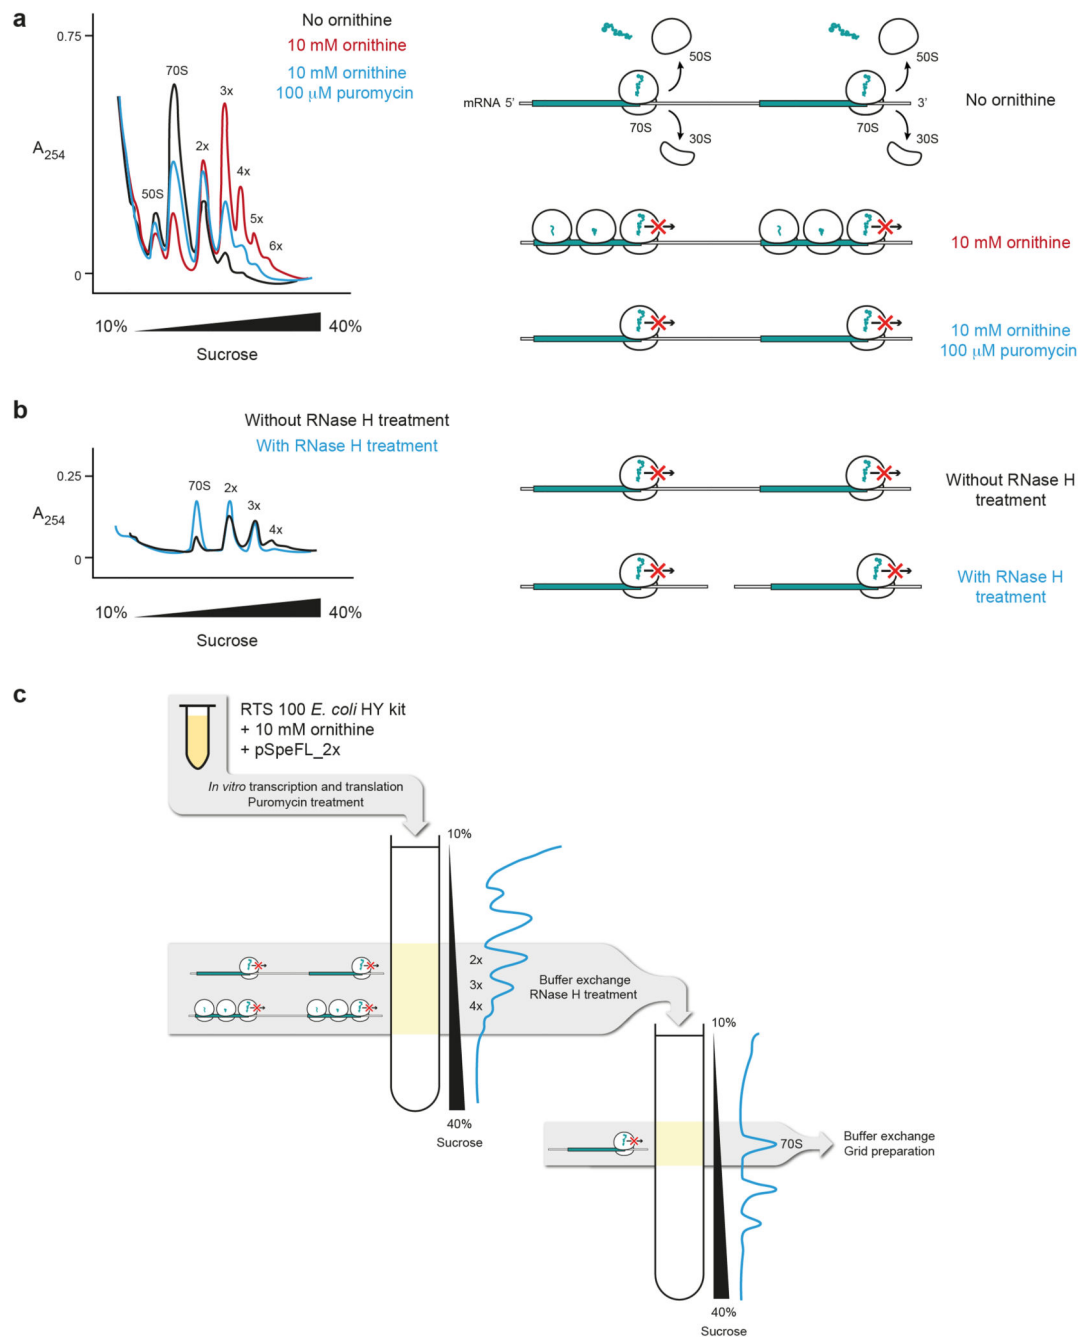 a
No ornithine
10 mM ornithine
10 mM ornithine
100 µM puromycin
0.75
A254
0
50S
70S
2x
3x
4x
5x
6x
10%
40%
Sucrose
50S
50S
mRNA 5'
3'
70S
30S
70S
30S
No ornithine
10 mM ornithine
10 mM ornithine
100 µM puromycin
b
Without RNase H treatment
With RNase H treatment
0.25
A254
0
70S
2x
3x
4x
10%
40%
Sucrose
Without RNase H
treatment
With RNase H
treatment
c
RTS 100 E. coli HY kit
+ 10 mM ornithine
+ pSpeFL_2x
In vitro transcription and translation
Puromycin treatment
10%
2x
3x
4x
Buffer exchange
RNase H treatment
40%
Sucrose
10%
70S
Buffer exchange
Grid preparation
40%
Sucrose